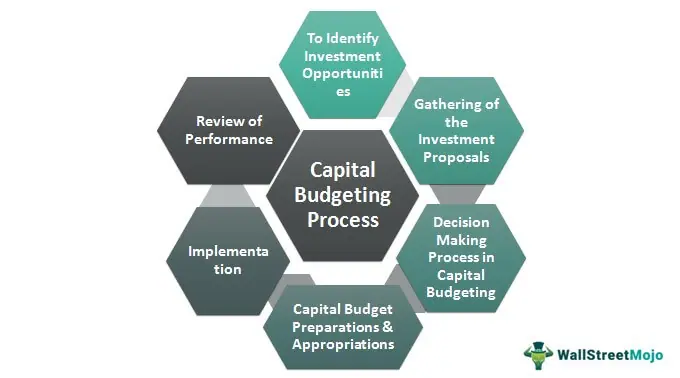 To Identify
Investment
Opportuniti
es
Gathering of
the
Investment
Proposals
Decision
Making
Process in
Capital
Budgeting
Capital Budget
Preparations &
Appropriations
Implementa
tion
Review of
Performance
Capital
Budgeting
Process
WallStreetMojo